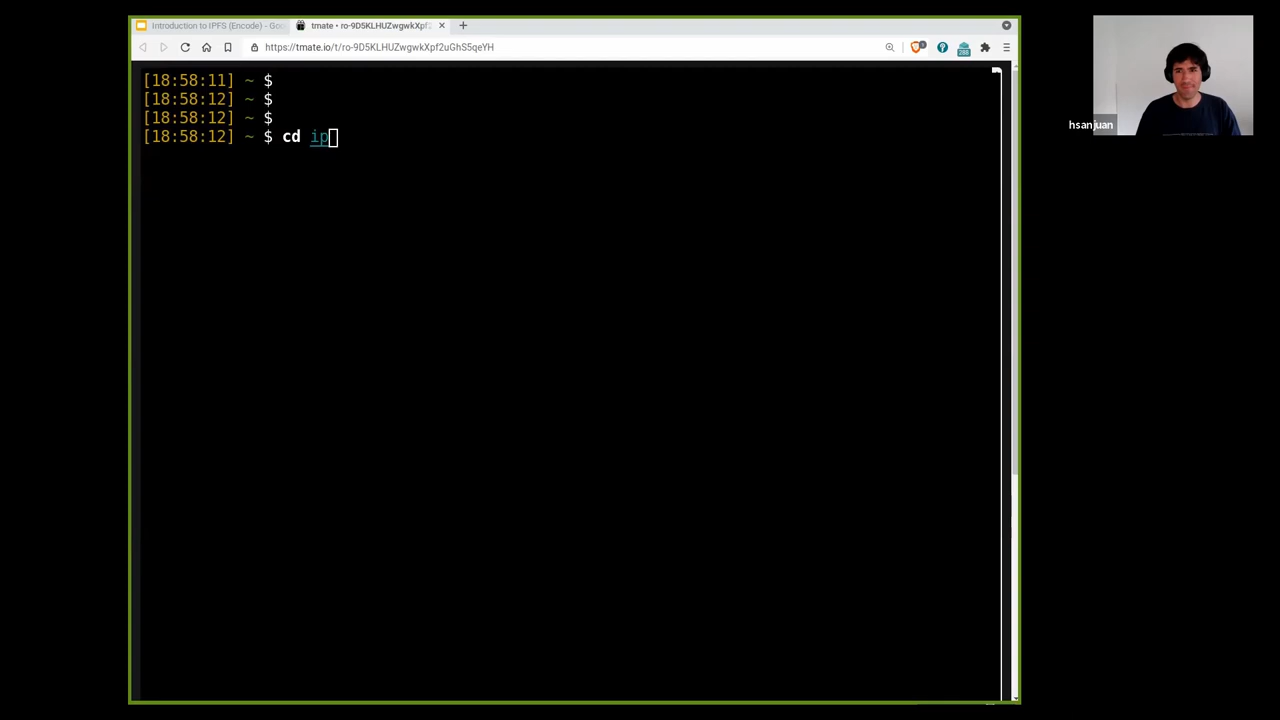 Introduction to IPFS (Encode) - Goo
tmate • ro-9D5KLHUZwgwkXpf2
https://tmate.io/t/ro-9D5KLHUZwgwkXpf2uGhS5qeYH
[18:58:11] ~ $
[18:58:12] ~ $
[18:58:12] ~ $
[18:58:12] ~ $ cd ip
hsanjuan